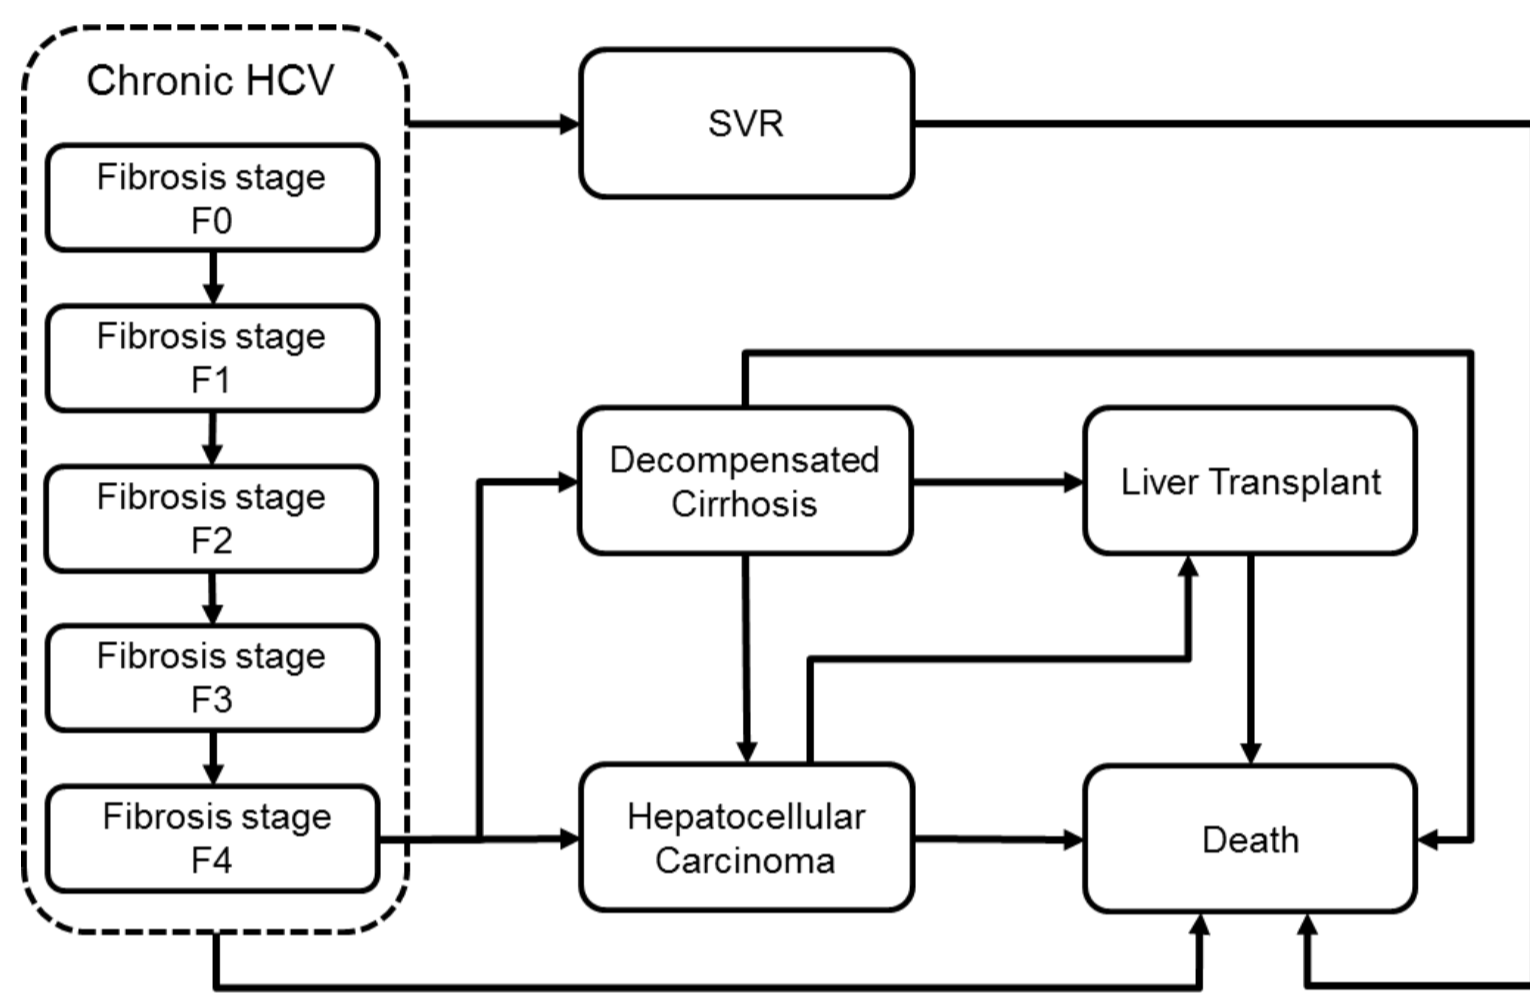 Chronic HCV
Fibrosis stage
F0
Fibrosis stage
F1
Fibrosis stage
F2
Fibrosis stage
F3
Fibrosis stage
F4
SVR
Decompensated
Cirrhosis
Liver Transplant
Hepatocellular
Carcinoma
Death